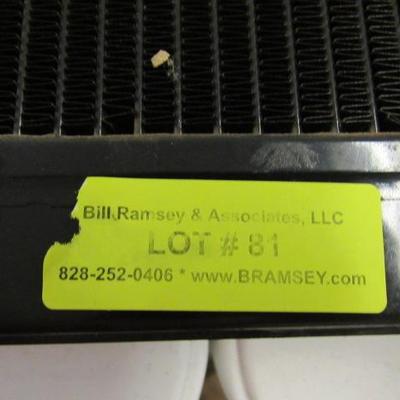 Bill Ramsey & Associates, LLC
LOT # 81
828-252-0406 * www.BRAMSEY.com